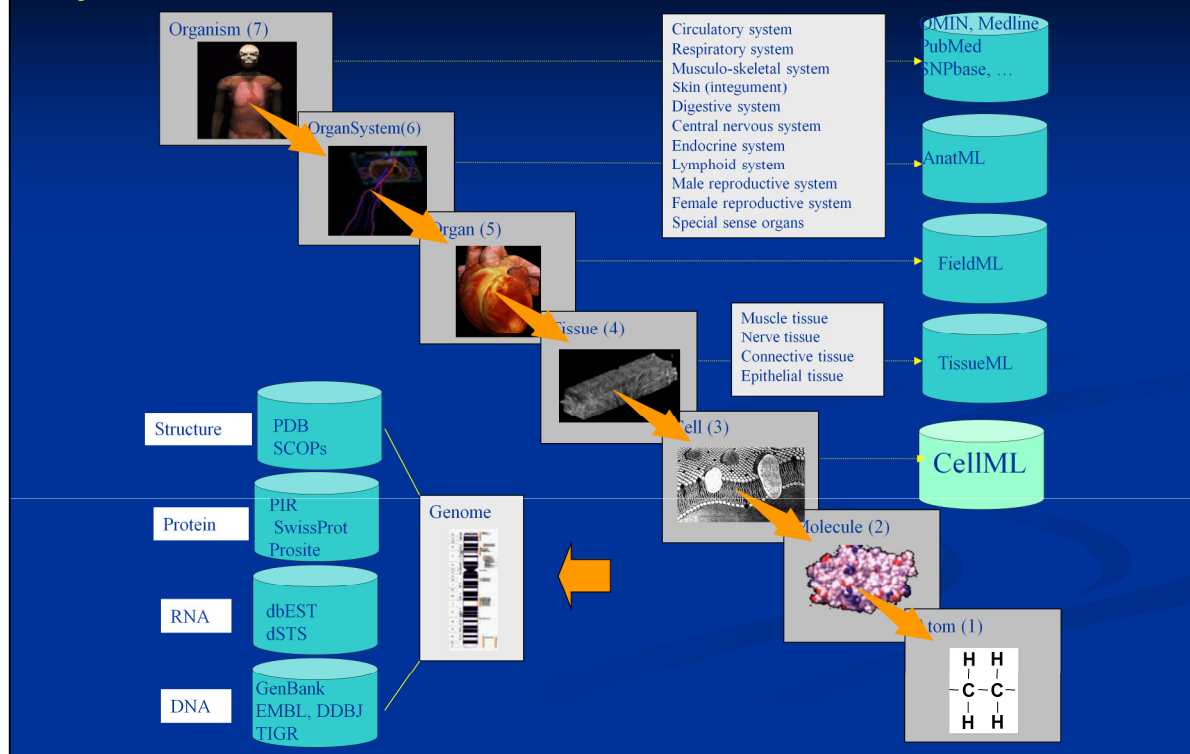 Organism (7)
OrganSystem(6)
Organ (5)
Tissue (4)
Cell (3)
Molecule (2)
Atom (1)
H H
C C
H H
Circulatory system
Respiratory system
Musculo-skeletal system
Skin (integument)
Digestive system
Central nervous system
Endocrine system
Lymphoid system
Male reproductive system
Female reproductive system
Special sense organs
OMIN, Medline
PubMed
SNPbase, …
AnatML
FieldML
Muscle tissue
Nerve tissue
Connective tissue
Epithelial tissue
TissueML
CellML
Structure
PDB
SCOPs
Protein
PIR
SwissProt
Prosite
RNA
dbEST
dSTS
DNA
GenBank
EMBL, DDBJ
TIGR
Genome